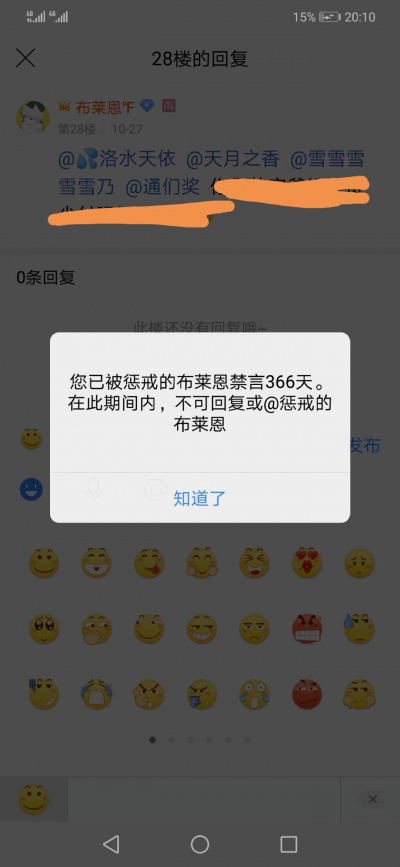 4G 4G 15% 20:10
28楼的回复
布莱恩℉
第28楼 10-27
@💦洛水天依 @天月之香 @雪雪雪
雪雪乃 @通们奖
0条回复
此楼还没有回复哦~
您已被惩戒的布莱恩禁言366天。
在此期间内，不可回复或@惩戒的
布莱恩
发布
知道了